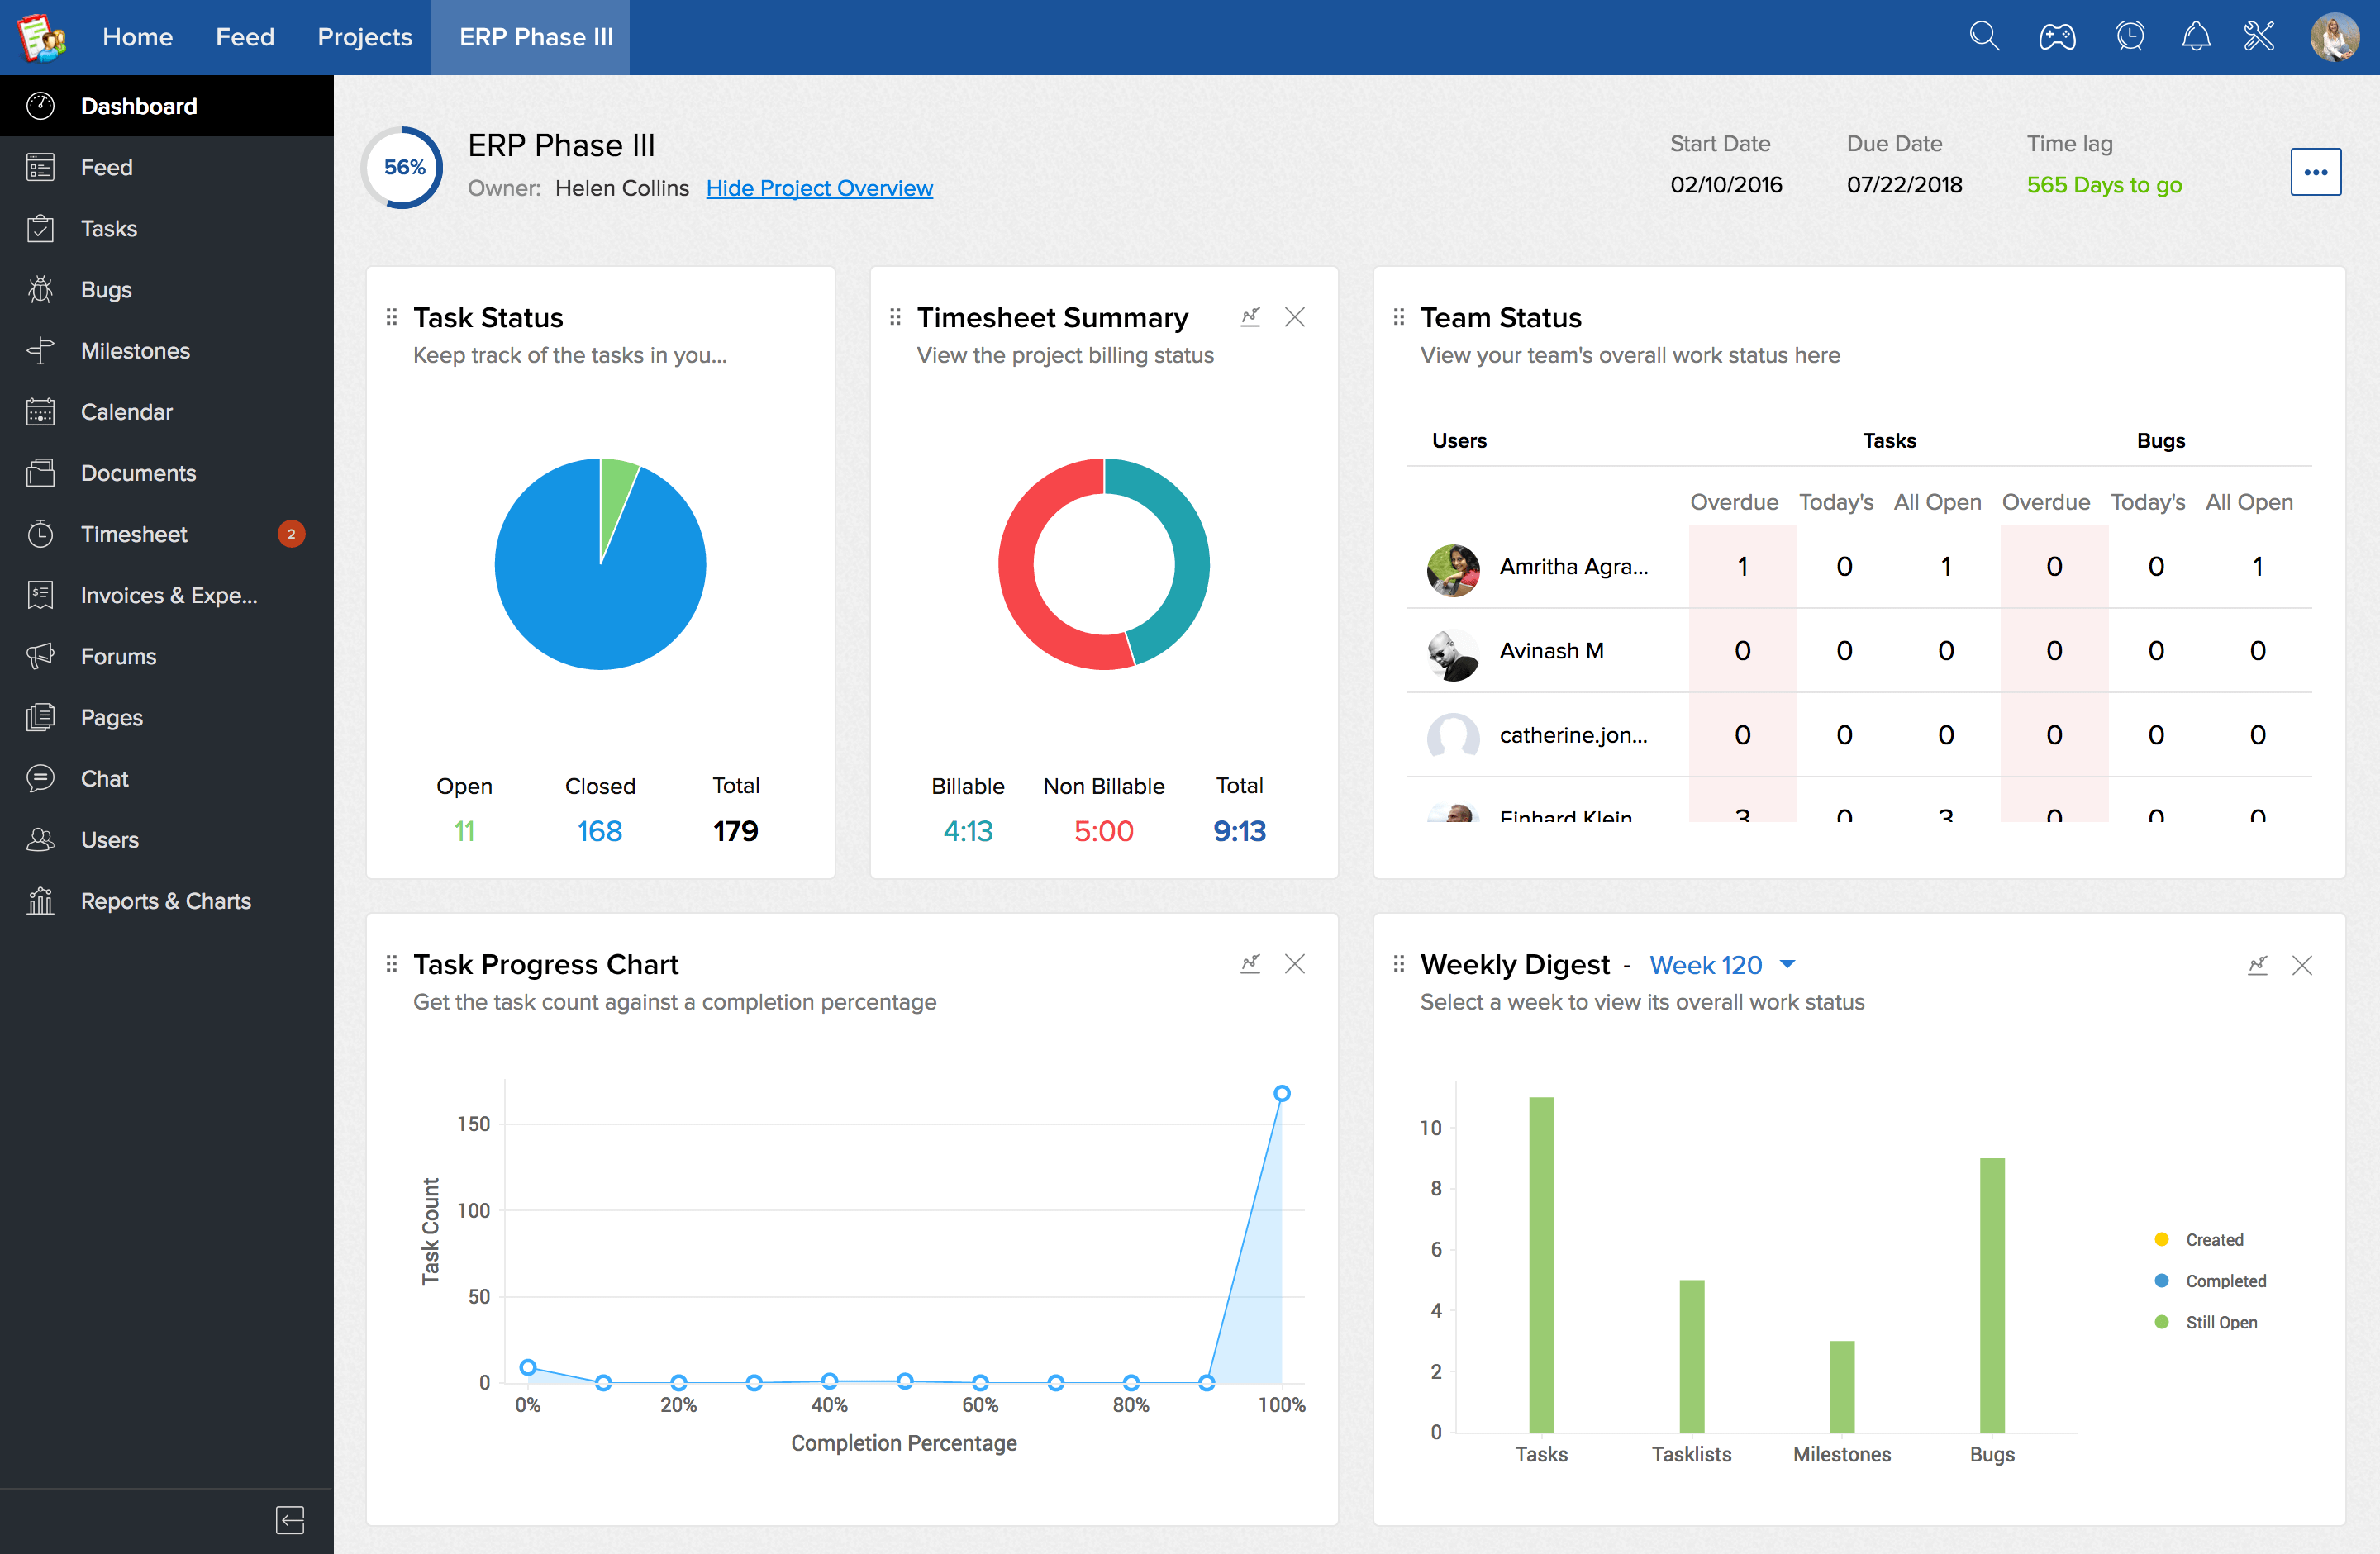 Home Feed Projects ERP Phase III
Dashboard
Feed
Tasks
Bugs
Milestones
Calendar
Documents
Timesheet 2
Invoices & Expe...
Forums
Pages
Chat
Users
Reports & Charts
56%
ERP Phase III
Owner: Helen Collins Hide Project Overview
Start Date Due Date Time lag
02/10/2016 07/22/2018 565 Days to go
Task Status
Keep track of the tasks in you...
Open Closed Total
11 168 179
Timesheet Summary
View the project billing status
Billable Non Billable Total
4:13 5:00 9:13
Team Status
View your team's overall work status here
Users Tasks Bugs
Overdue Today's All Open Overdue Today's All Open
Amritha Agra... 1 0 1 0 0 1
Avinash M 0 0 0 0 0 0
catherine.jon... 0 0 0 0 0 0
Einhard Klein 3 0 3 0 0 0
Task Progress Chart
Get the task count against a completion percentage
Task Count
150
100
50
0
0% 20% 40% 60% 80% 100%
Completion Percentage
Weekly Digest - Week 120
Select a week to view its overall work status
10
8
6
4
2
0
Tasks Tasklists Milestones Bugs
Created
Completed
Still Open